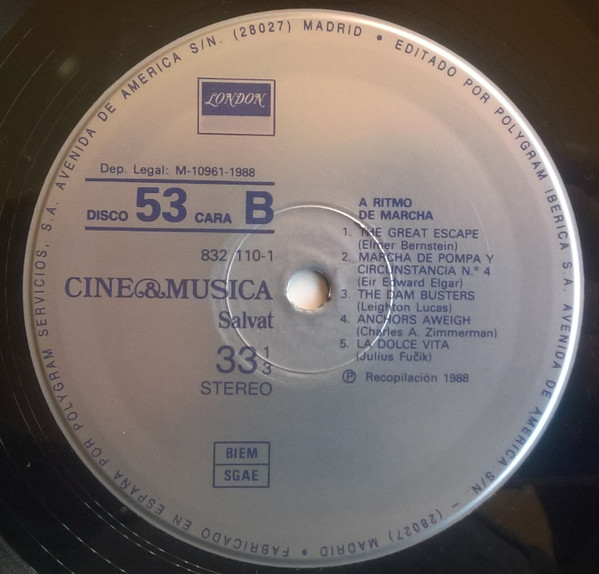 FABRICADO EN ESPAÑA POR POLYGRAM SERVICIOS, S.A. AVENIDA DE AMERICA S/N. (28027) MADRID • EDITADO POR POLYGRAM IBERICA S.A. AVENIDA DE AMERICA S/N. – (28027) MADRID •
LONDON
Dep. Legal: M-10961-1988
DISCO 53 CARA B
832 110-1
CINE&MUSICA
Salvat
33 1/3
STEREO
BIEM
SGAE
A RITMO
DE MARCHA
1. THE GREAT ESCAPE
(Elmer Bernstein)
2. MARCHA DE POMPA Y
CIRCUNSTANCIA N.º 4
(Eir Edward Elgar)
3. THE DAM BUSTERS
(Leighton Lucas)
4. ANCHORS AWEIGH
(Charles A. Zimmerman)
5. LA DOLCE VITA
(Julius Fučik)
Ⓟ Recopilación 1988